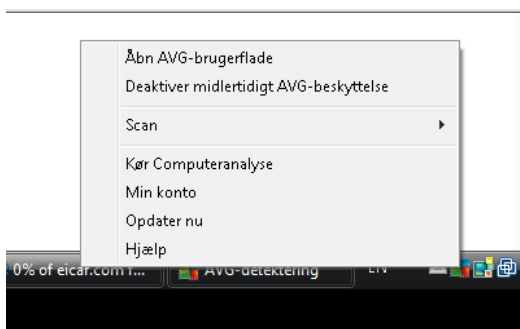 Åbn AVG-brugerflade
Deaktiver midlertidigt AVG-beskyttelse
Scan
Kør Computeranalyse
Min konto
Opdater nu
Hjælp
0% of eicar.com f... AVG-detektering EN